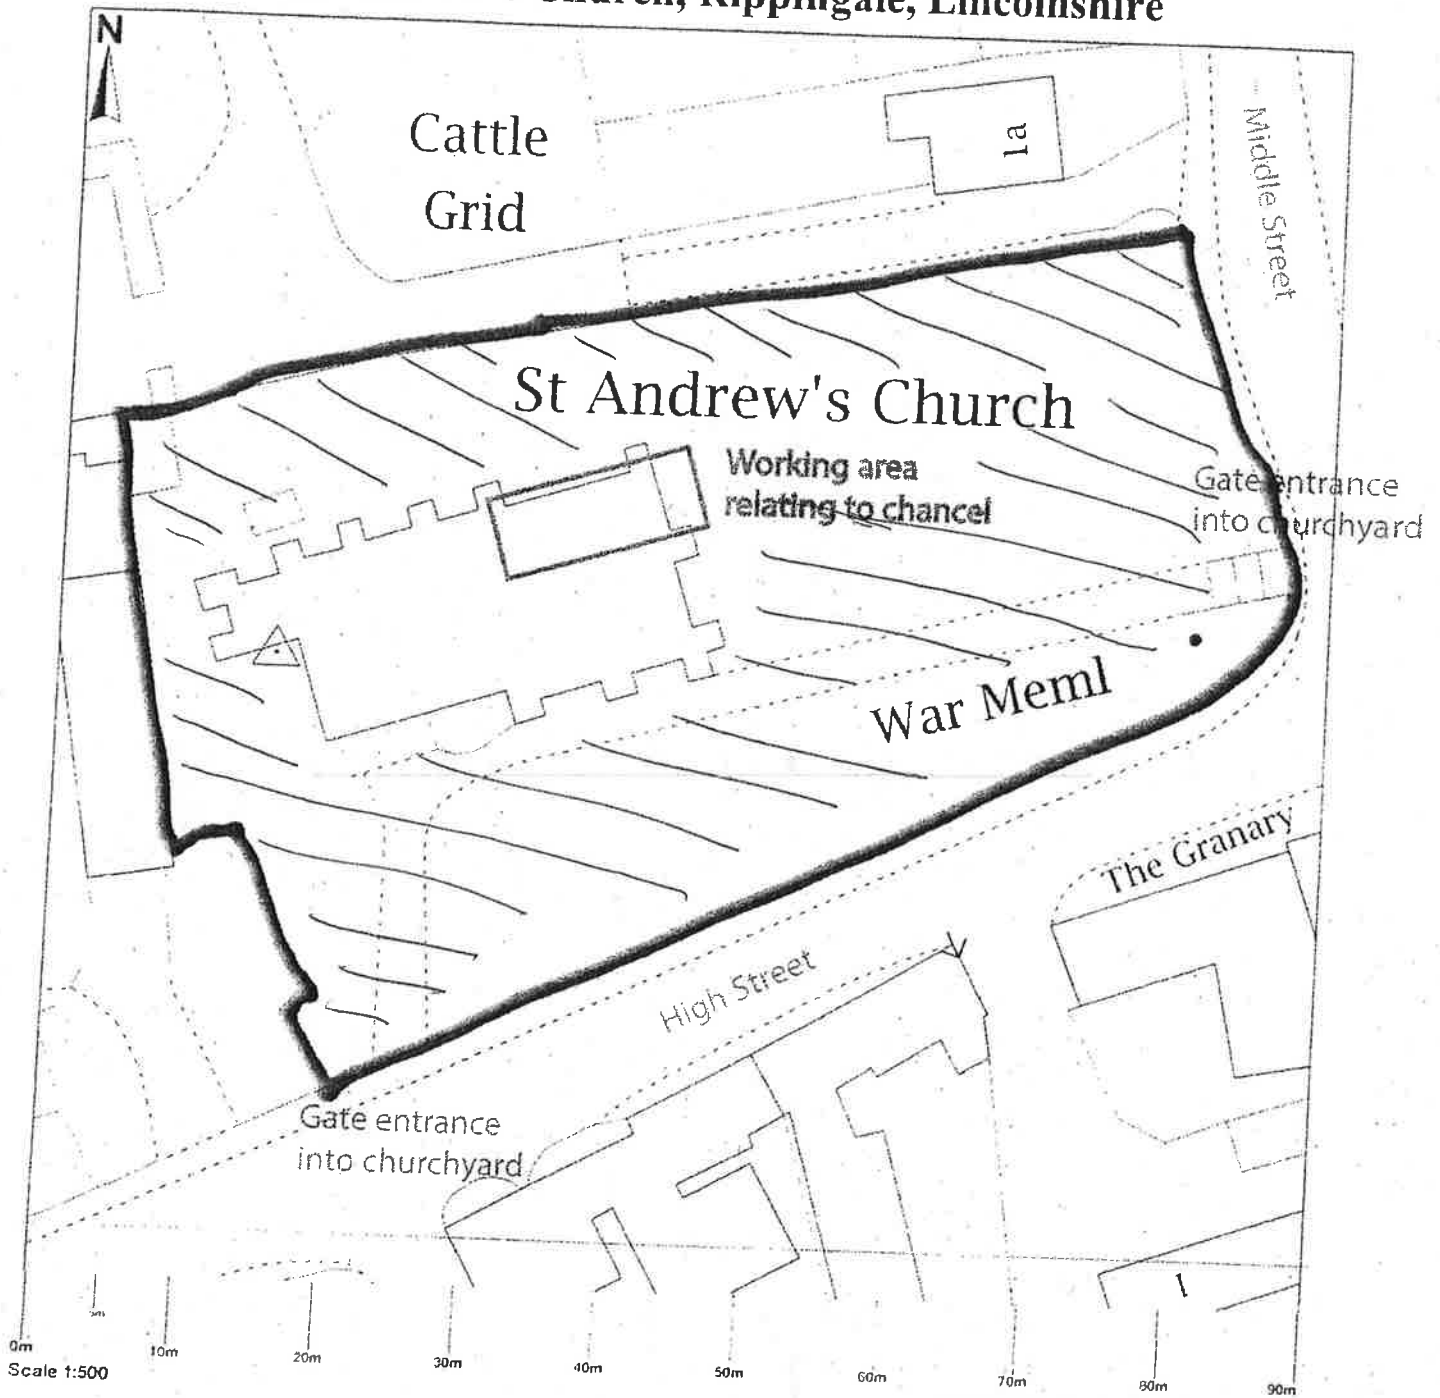 Church, Rippingale, Lincolnshire
N
Cattle
Grid
1a
Middle Street
St Andrew's Church
Working area
relating to chancel
Gate entrance
into churchyard
War Meml
The Granary
High Street
Gate entrance
into churchyard
1
0m
10m
20m
30m
40m
50m
60m
70m
80m
90m
Scale 1:500